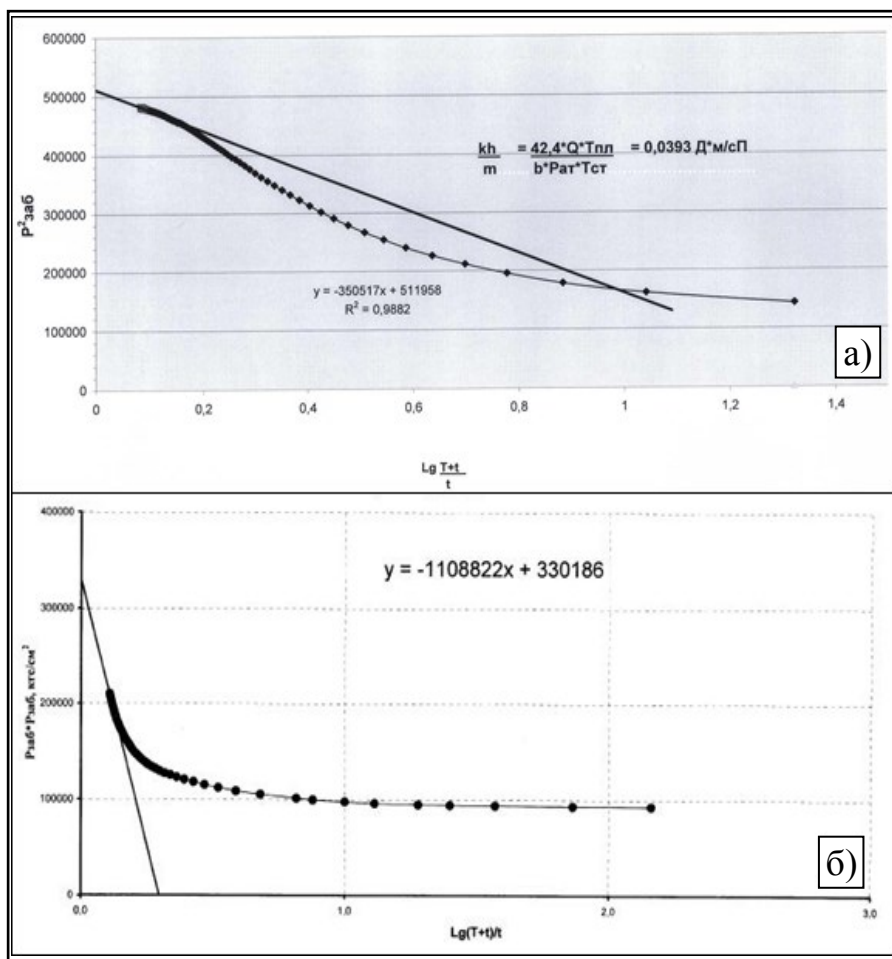 600000
500000
400000
300000
200000
100000
0
P²заб
kh = 42,4*Q*Tпл = 0,0393 Д*м/сП
m b*Pат*Tст
y = -350517x + 511958
R² = 0,9882
а)
0 0,2 0,4 0,6 0,8 1 1,2 1,4
Lg T+t
t
400000
300000
200000
100000
0
Рзаб*Рзаб, кгс/см²
y = -1108822x + 330186
б)
0,0 1,0 2,0 3,0
Lg(T+t)/t